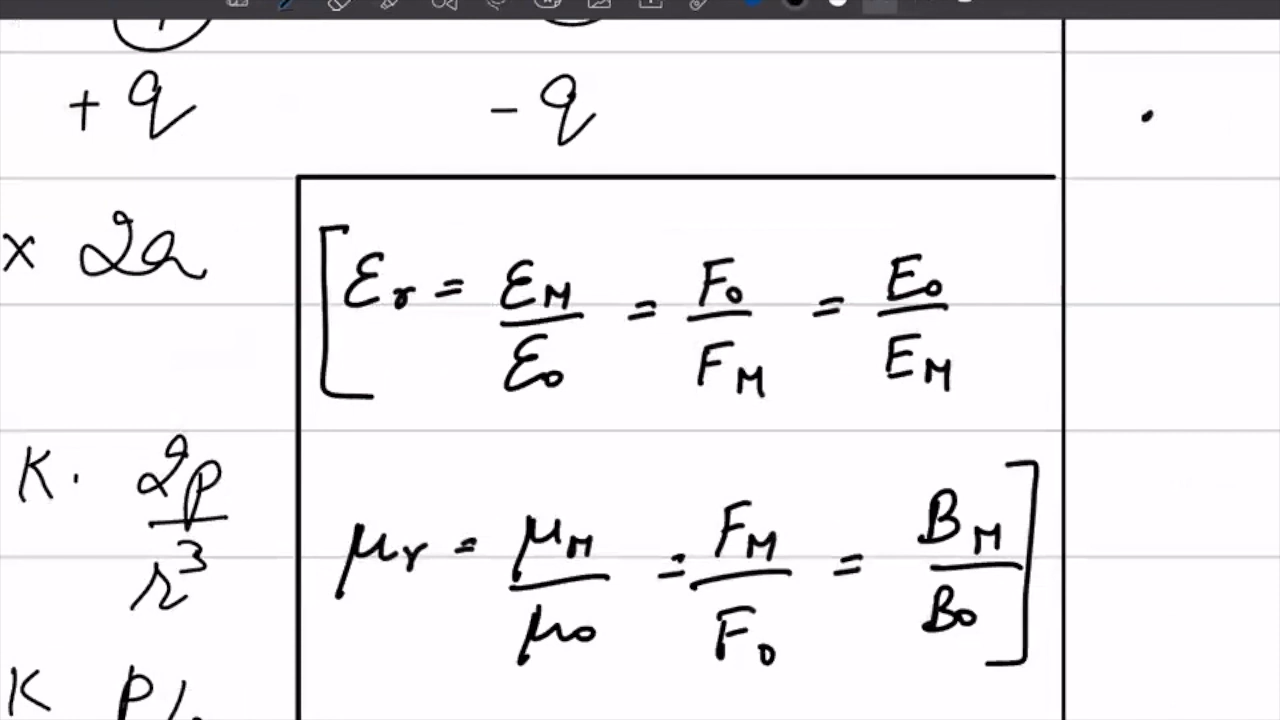 + q - q
x 2a
[ εr = εM/ε0 = F0/FM = E0/EM
K. 2p/r³
μr = μM/μ0 = FM/F0 = BM/B0 ]
K p/